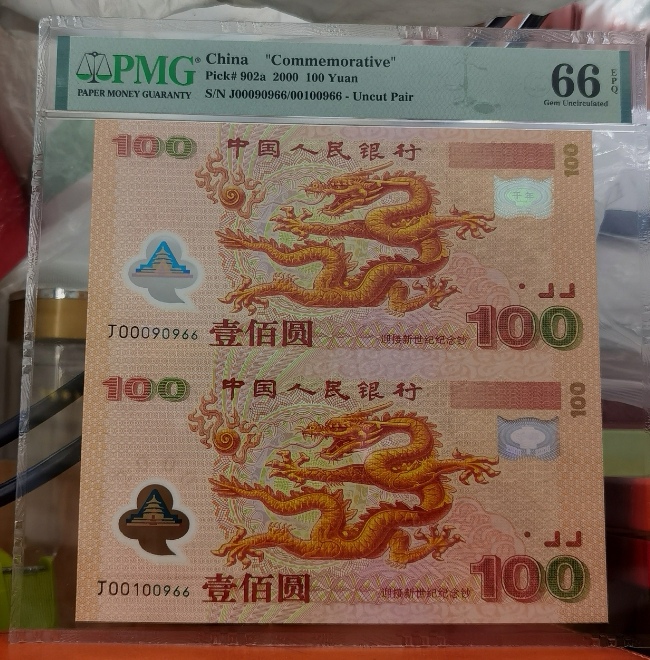 PMG
PAPER MONEY GUARANTY
China "Commemorative"
Pick# 902a 2000 100 Yuan
S/N J00090966/00100966 - Uncut Pair
66 EPQ
Gem Uncirculated
100 中国人民银行 100
千年
J00090966 壹佰圆 迎接新世纪纪念钞 100
100 中国人民银行 100
J00100966 壹佰圆 迎接新世纪纪念钞 100